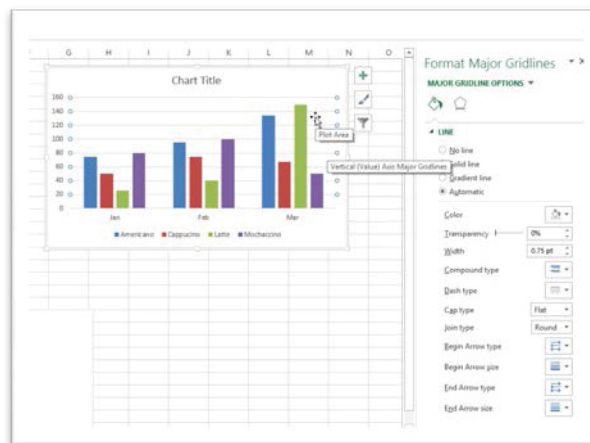 G H I J K L M N O
Chart Title
160
140
120
100
80
60
40
20
0
Jan Feb Mar
Americano Cappucino Latte Mochaccino
Plot Area
Vertical (Value) Axis Major Gridlines
Format Major Gridlines
MAJOR GRIDLINE OPTIONS
LINE
No line
Solid line
Gradient line
Automatic
Color
Transparency 0%
Width 0.75 pt
Compound type
Dash type
Cap type Flat
Join type Round
Begin Arrow type
Begin Arrow size
End Arrow type
End Arrow size